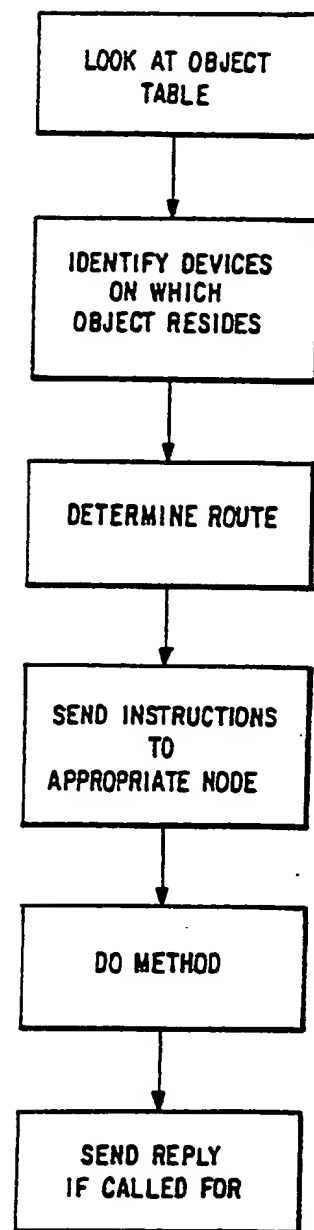 LOOK AT OBJECT
TABLE
IDENTIFY DEVICES
ON WHICH
OBJECT RESIDES
DETERMINE ROUTE
SEND INSTRUCTIONS
TO
APPROPRIATE NODE
DO METHOD
SEND REPLY
IF CALLED FOR